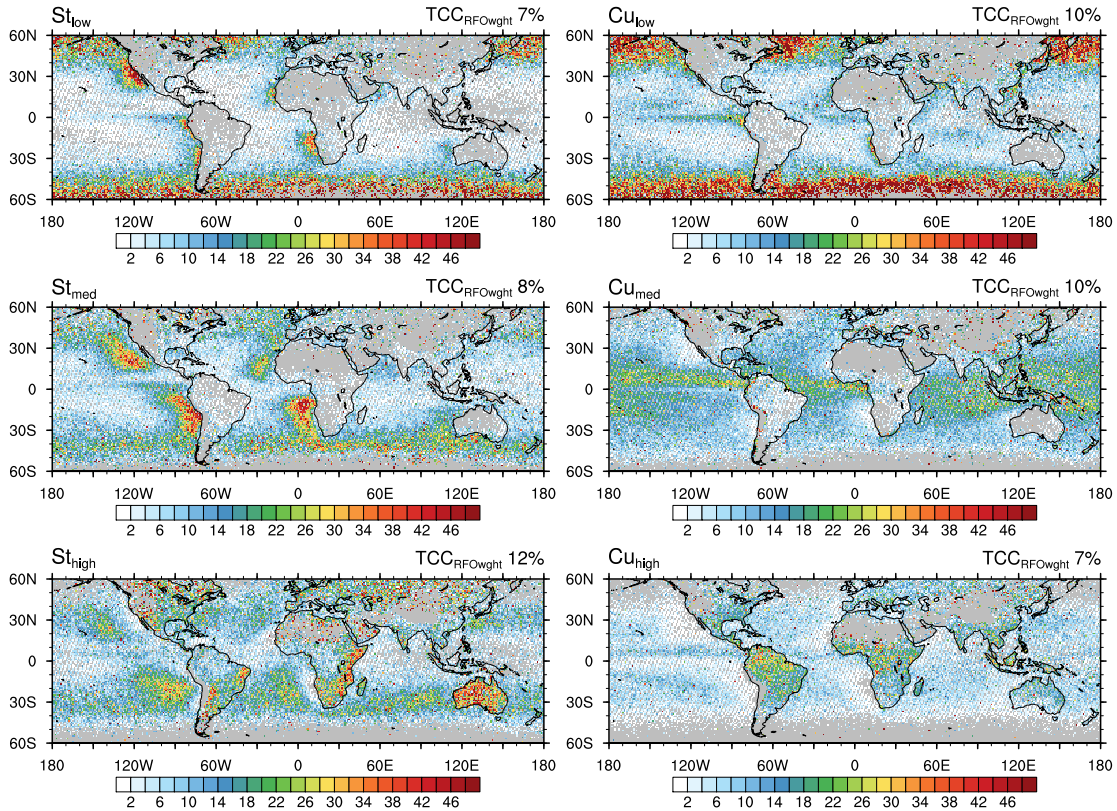 St_low TCC_RFOwght 7%
60N
30N
0
30S
60S
180 120W 60W 0 60E 120E 180
2 6 10 14 18 22 26 30 34 38 42 46
Cu_low TCC_RFOwght 10%
60N
30N
0
30S
60S
180 120W 60W 0 60E 120E 180
2 6 10 14 18 22 26 30 34 38 42 46
St_med TCC_RFOwght 8%
60N
30N
0
30S
60S
180 120W 60W 0 60E 120E 180
2 6 10 14 18 22 26 30 34 38 42 46
Cu_med TCC_RFOwght 10%
60N
30N
0
30S
60S
180 120W 60W 0 60E 120E 180
2 6 10 14 18 22 26 30 34 38 42 46
St_high TCC_RFOwght 12%
60N
30N
0
30S
60S
180 120W 60W 0 60E 120E 180
2 6 10 14 18 22 26 30 34 38 42 46
Cu_high TCC_RFOwght 7%
60N
30N
0
30S
60S
180 120W 60W 0 60E 120E 180
2 6 10 14 18 22 26 30 34 38 42 46